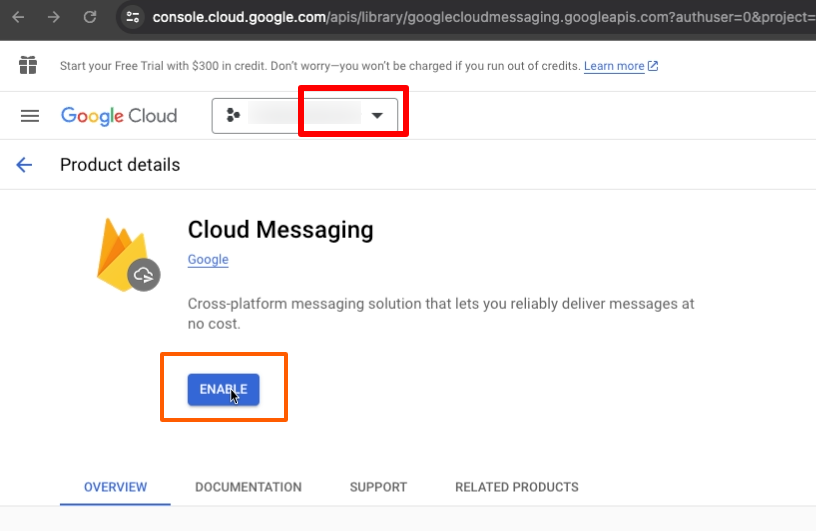 console.cloud.google.com/apis/library/googlecloudmessaging.googleapis.com?authuser=0&project=
Start your Free Trial with $300 in credit. Don't worry—you won't be charged if you run out of credits. Learn more
Google Cloud
Product details
Cloud Messaging
Google
Cross-platform messaging solution that lets you reliably deliver messages at
no cost.
ENABLE
OVERVIEW DOCUMENTATION SUPPORT RELATED PRODUCTS